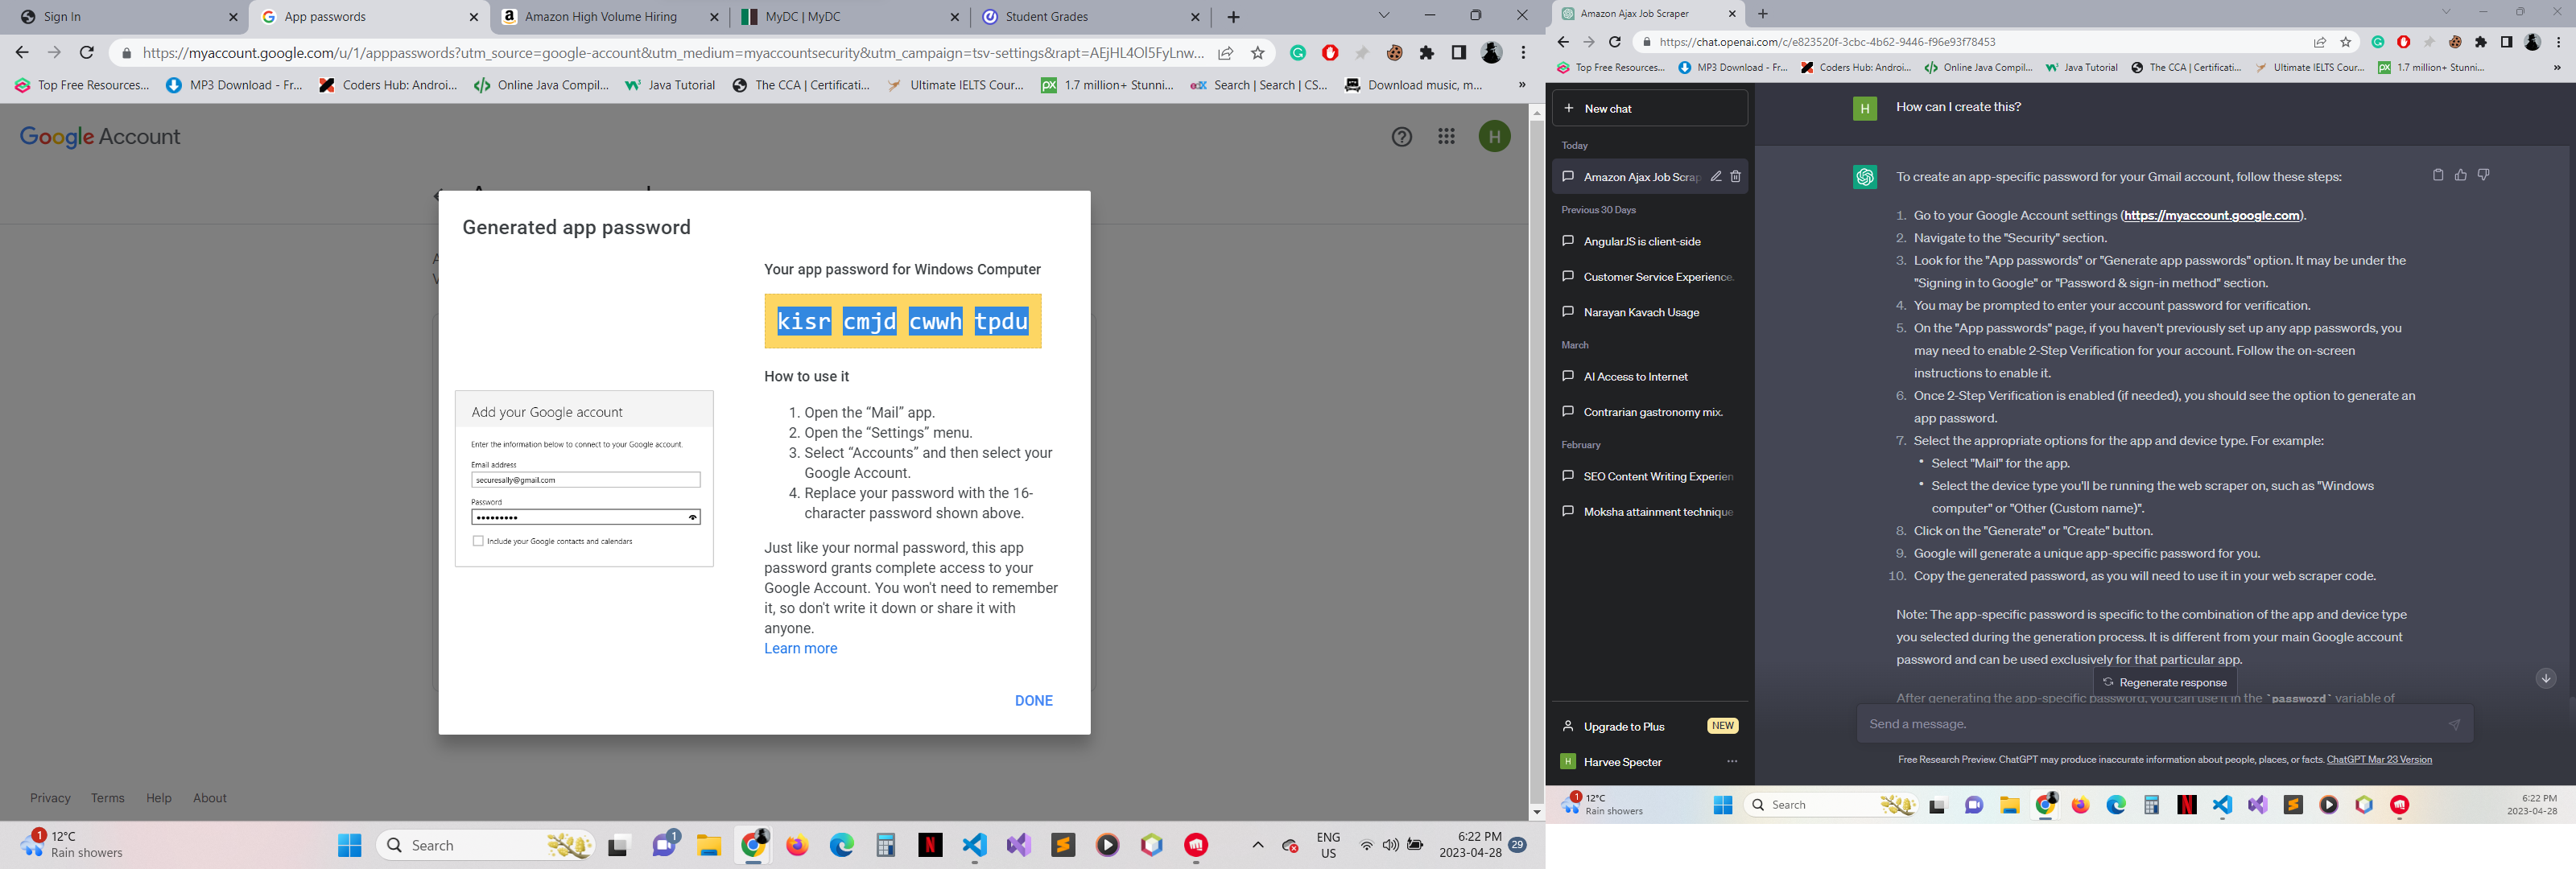 Sign In
App passwords
Amazon High Volume Hiring
MyDC | MyDC
Student Grades
https://myaccount.google.com/u/1/apppasswords?utm_source=google-account&utm_medium=myaccountsecurity&utm_campaign=tsv-settings&rapt=AEjHL4Ol5FyLnw...
Top Free Resources...
MP3 Download - Fr...
Coders Hub: Androi...
Online Java Compil...
Java Tutorial
The CCA | Certificati...
Ultimate IELTS Cour...
1.7 million+ Stunni...
Search | Search | CS...
Download music, m...
Google Account
H
Generated app password
Your app password for Windows Computer
kisr cmjd cwwh tpdu
How to use it
1. Open the “Mail” app.
2. Open the “Settings” menu.
3. Select “Accounts” and then select your
Google Account.
4. Replace your password with the 16-
character password shown above.
Just like your normal password, this app
password grants complete access to your
Google Account. You won't need to remember
it, so don't write it down or share it with
anyone.
Learn more
DONE
Add your Google account
Enter the information below to connect to your Google account.
Email address
securesally@gmail.com
Password
Include your Google contacts and calendars
Privacy
Terms
Help
About
1
12°C
Rain showers
Search
1
ENG
US
6:22 PM
2023-04-28
29
Amazon Ajax Job Scraper
https://chat.openai.com/c/e823520f-3cbc-4b62-9446-f96e93f78453
Top Free Resources...
MP3 Download - Fr...
Coders Hub: Androi...
Online Java Compil...
Java Tutorial
The CCA | Certificati...
Ultimate IELTS Cour...
1.7 million+ Stunni...
New chat
Today
Amazon Ajax Job Scrap
Previous 30 Days
AngularJS is client-side
Customer Service Experience.
Narayan Kavach Usage
March
AI Access to Internet
Contrarian gastronomy mix.
February
SEO Content Writing Experien
Moksha attainment technique
Upgrade to Plus
NEW
H
Harvee Specter
H
How can I create this?
To create an app-specific password for your Gmail account, follow these steps:
1. Go to your Google Account settings (https://myaccount.google.com).
2. Navigate to the "Security" section.
3. Look for the "App passwords" or "Generate app passwords" option. It may be under the
"Signing in to Google" or "Password & sign-in method" section.
4. You may be prompted to enter your account password for verification.
5. On the "App passwords" page, if you haven't previously set up any app passwords, you
may need to enable 2-Step Verification for your account. Follow the on-screen
instructions to enable it.
6. Once 2-Step Verification is enabled (if needed), you should see the option to generate an
app password.
7. Select the appropriate options for the app and device type. For example:
• Select "Mail" for the app.
• Select the device type you'll be running the web scraper on, such as "Windows
computer" or "Other (Custom name)".
8. Click on the "Generate" or "Create" button.
9. Google will generate a unique app-specific password for you.
10. Copy the generated password, as you will need to use it in your web scraper code.
Note: The app-specific password is specific to the combination of the app and device type
you selected during the generation process. It is different from your main Google account
password and can be used exclusively for that particular app.
After generating the app-specific password, you can use it in the `password` variable of
Regenerate response
Send a message.
Free Research Preview. ChatGPT may produce inaccurate information about people, places, or facts. ChatGPT Mar 23 Version
1
12°C
Rain showers
Search
6:22 PM
2023-04-28